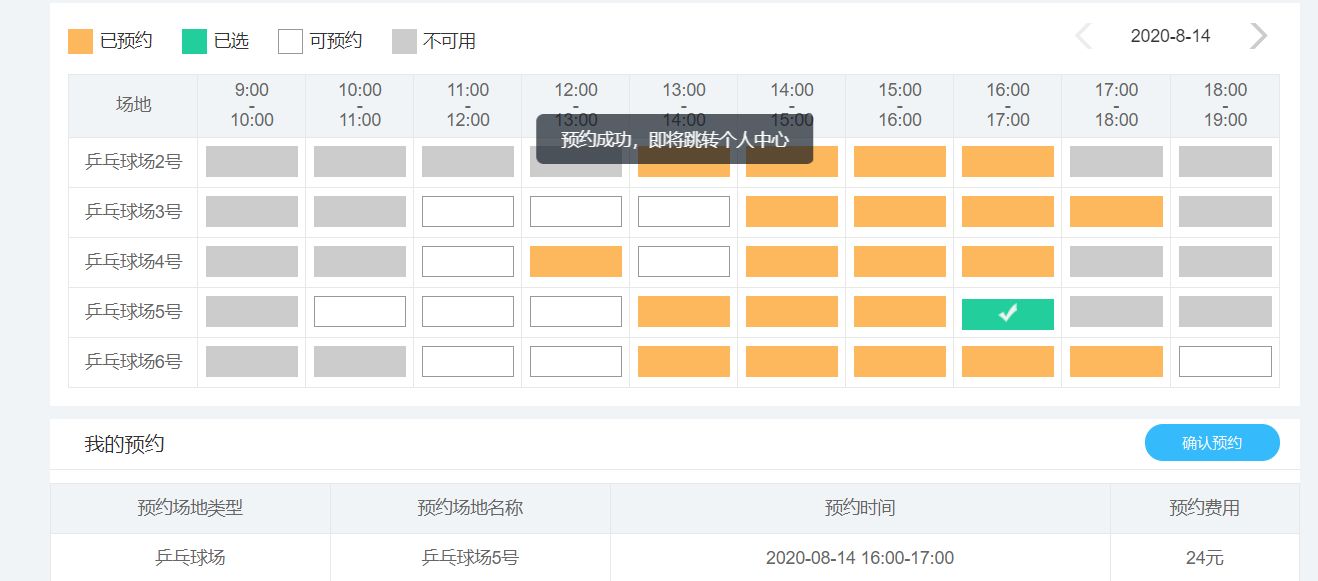 已预约 已选 可预约 不可用 2020-8-14
场地 9:00 - 10:00 10:00 - 11:00 11:00 - 12:00 12:00 - 13:00 13:00 - 14:00 14:00 - 15:00 15:00 - 16:00 16:00 - 17:00 17:00 - 18:00 18:00 - 19:00
预约成功，即将跳转个人中心
乒乓球场2号
乒乓球场3号
乒乓球场4号
乒乓球场5号
乒乓球场6号
我的预约 确认预约
预约场地类型 预约场地名称 预约时间 预约费用
乒乓球场 乒乓球场5号 2020-08-14 16:00-17:00 24元